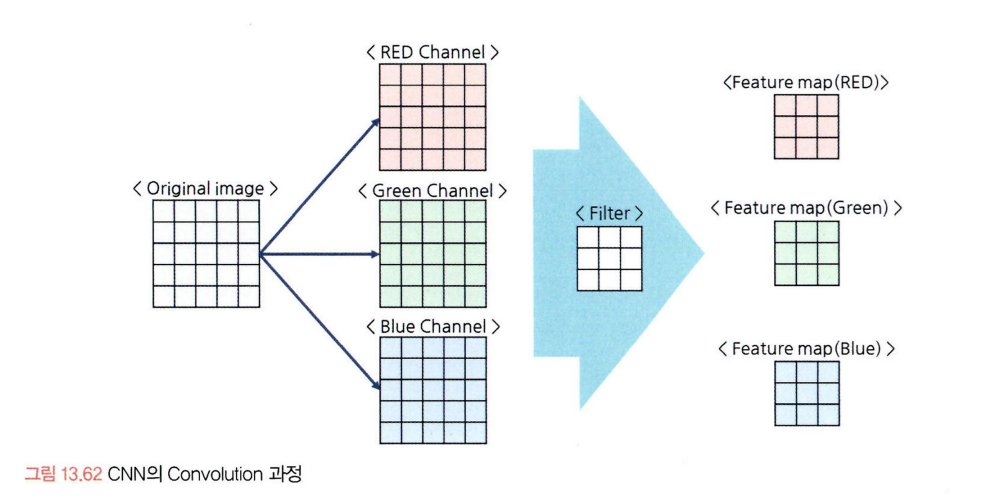 < RED Channel >
<Feature map(RED)>
< Original image >
< Green Channel >
< Filter >
< Feature map(Green) >
< Blue Channel >
< Feature map(Blue) >
그림 13.62 CNN의 Convolution 과정